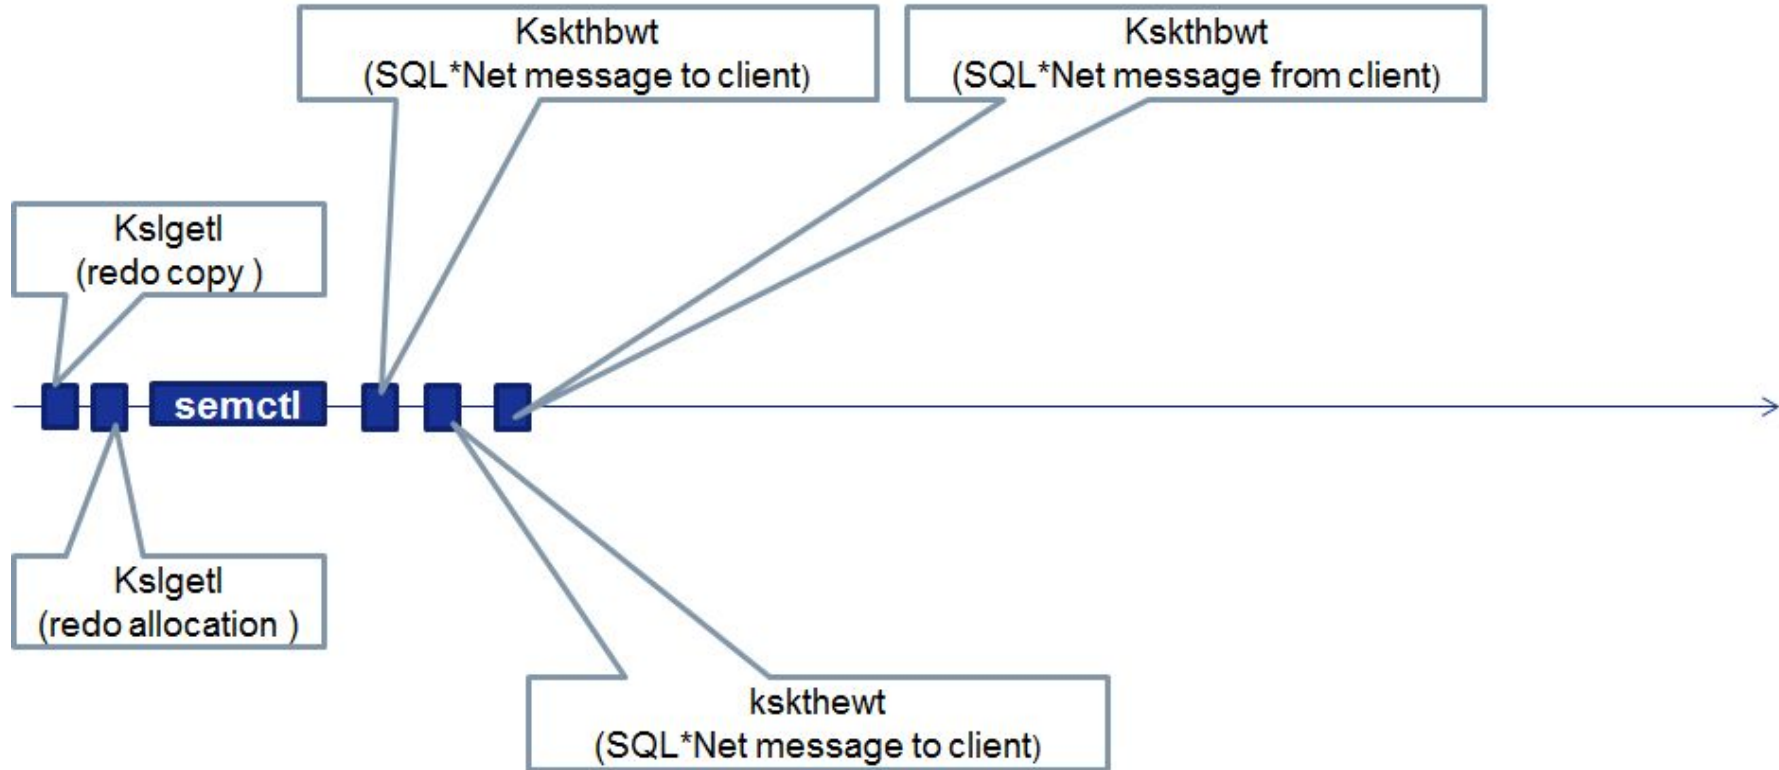 Kskthbwt
(SQL*Net message to client)
Kskthbwt
(SQL*Net message from client)
Kslgetl
(redo copy )
semctl
Kslgetl
(redo allocation )
kskthewt
(SQL*Net message to client)